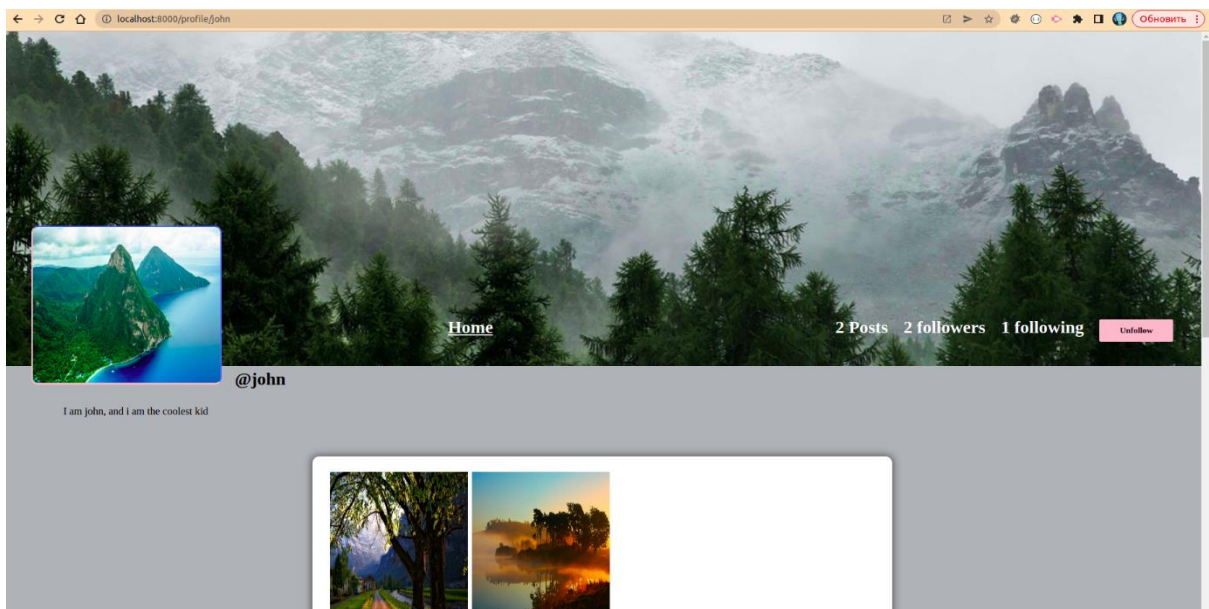 localhost:8000/profile/john
Обновить
Home
2 Posts 2 followers 1 following
Unfollow
@john
I am john, and i am the coolest kid